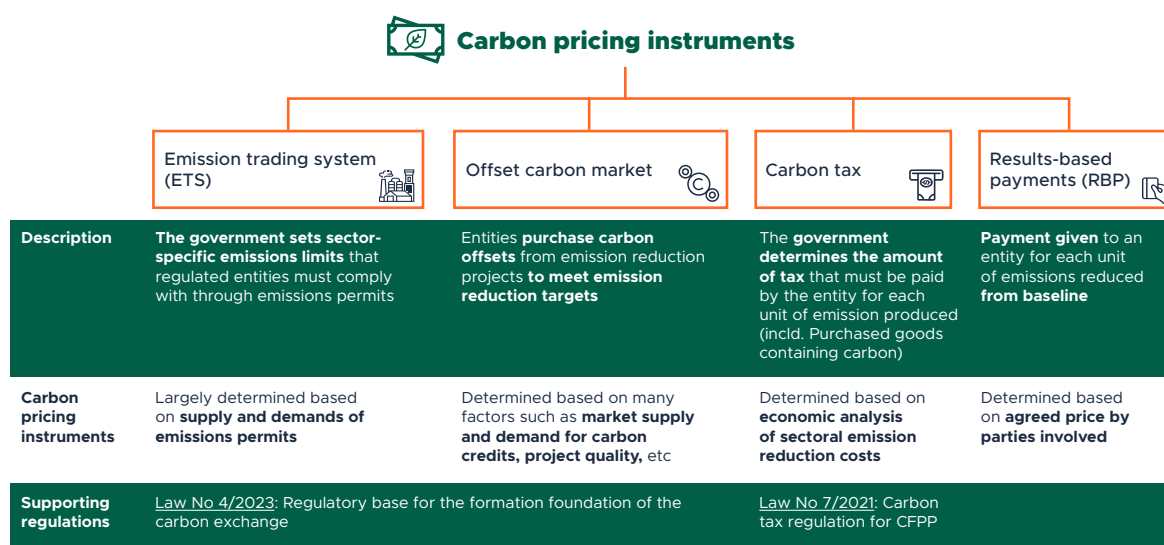 Carbon pricing instruments
Emission trading system
(ETS)
Offset carbon market
Carbon tax
Results-based
payments (RBP)
Description
The government sets sector-
specific emissions limits that
regulated entities must comply
with through emissions permits
Entities purchase carbon
offsets from emission reduction
projects to meet emission
reduction targets
The government
determines the amount
of tax that must be paid
by the entity for each
unit of emission produced
(incld. Purchased goods
containing carbon)
Payment given to an
entity for each unit
of emissions reduced
from baseline
Carbon
pricing
instruments
Largely determined based
on supply and demands of
emissions permits
Determined based on many
factors such as market supply
and demand for carbon
credits, project quality, etc
Determined based on
economic analysis
of sectoral emission
reduction costs
Determined based
on agreed price by
parties involved
Supporting
regulations
Law No 4/2023: Regulatory base for the formation foundation of the
carbon exchange
Law No 7/2021: Carbon
tax regulation for CFPP